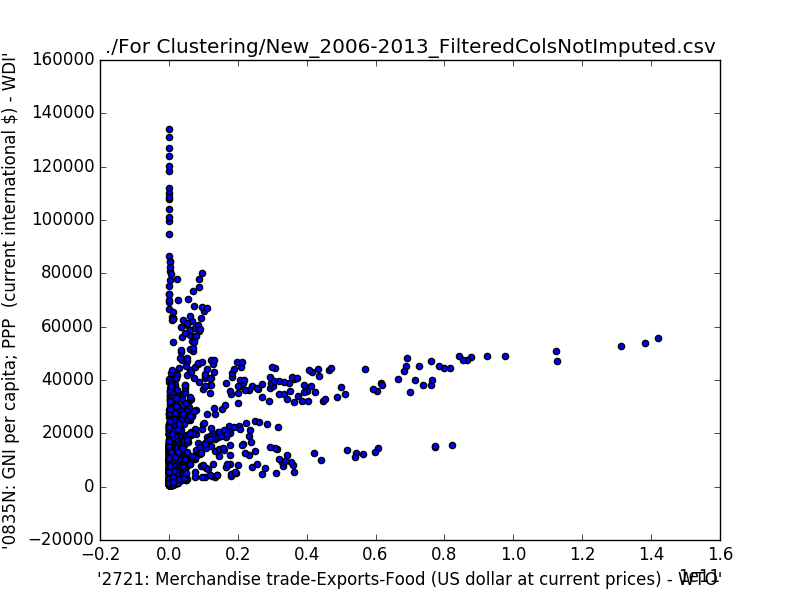 ./For Clustering/New_2006-2013_FilteredColsNotImputed.csv
160000
140000
120000
100000
80000
60000
40000
20000
0
−20000
'0835N: GNI per capita; PPP (current international $) - WDI'
−0.2 0.0 0.2 0.4 0.6 0.8 1.0 1.2 1.4 1.6
1e11
'2721: Merchandise trade-Exports-Food (US dollar at current prices) - WTO'